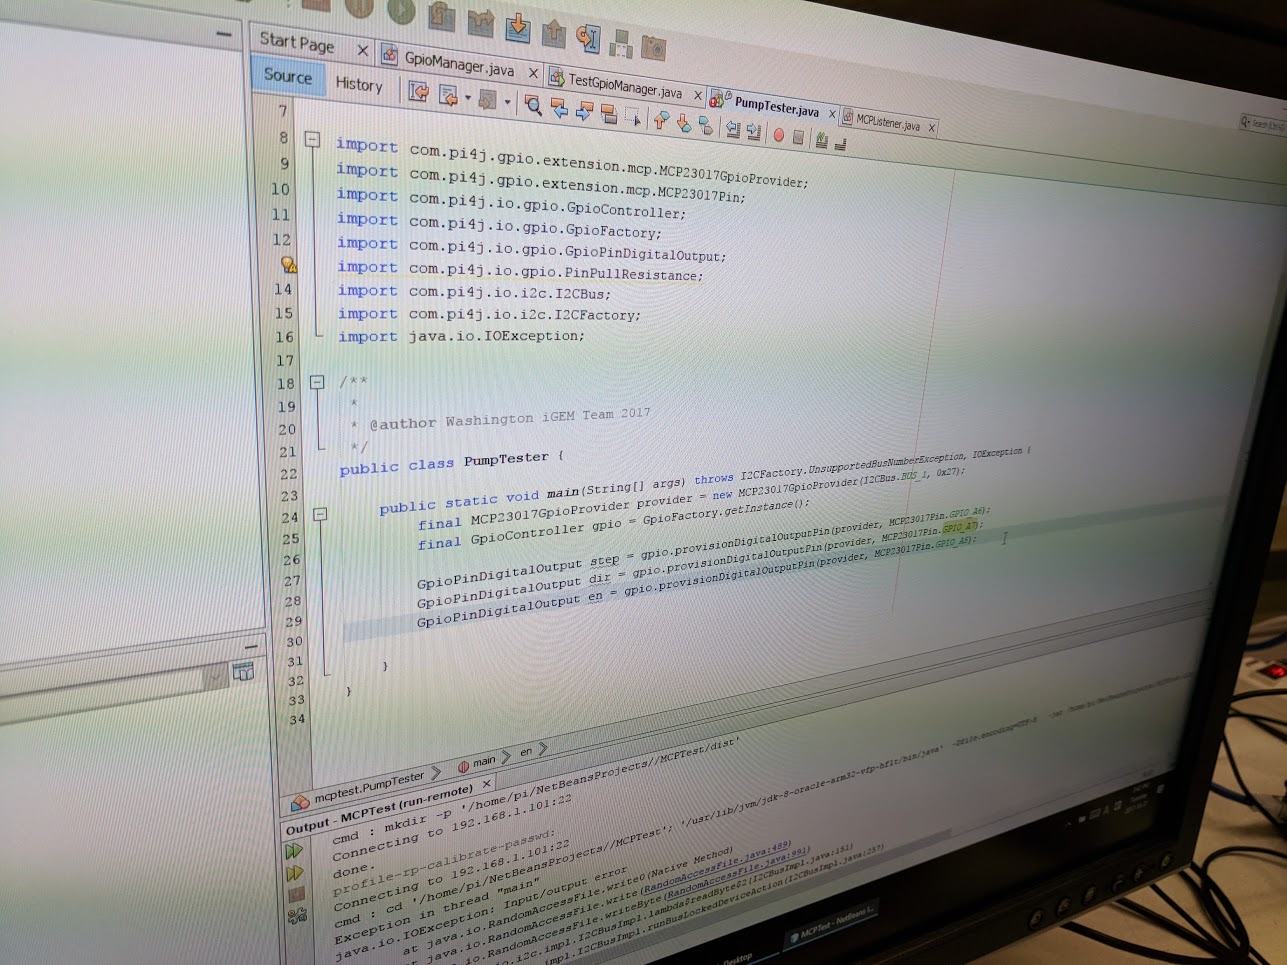 Start Page
GpioManager.java
TestGpioManager.java
PumpTester.java
MCPListener.java
Source
History
7
8
import com.pi4j.gpio.extension.mcp.MCP23017GpioProvider;
9
import com.pi4j.gpio.extension.mcp.MCP23017Pin;
10
import com.pi4j.io.gpio.GpioController;
11
import com.pi4j.io.gpio.GpioFactory;
12
import com.pi4j.io.gpio.GpioPinDigitalOutput;
import com.pi4j.io.gpio.PinPullResistance;
14
import com.pi4j.io.i2c.I2CBus;
15
import com.pi4j.io.i2c.I2CFactory;
16
import java.io.IOException;
17
18
/**
19
*
20
* @author Washington iGEM Team 2017
21
*/
22
public class PumpTester {
23
24
public static void main(String[] args) throws I2CFactory.UnsupportedBusNumberException, IOException {
25
final MCP23017GpioProvider provider = new MCP23017GpioProvider(I2CBus.BUS_1, 0x27);
26
final GpioController gpio = GpioFactory.getInstance();
27
28
GpioPinDigitalOutput step = gpio.provisionDigitalOutputPin(provider, MCP23017Pin.GPIO_A6);
29
GpioPinDigitalOutput dir = gpio.provisionDigitalOutputPin(provider, MCP23017Pin.GPIO_A7);
30
GpioPinDigitalOutput en = gpio.provisionDigitalOutputPin(provider, MCP23017Pin.GPIO_A5);
31
32
}
33
}
34
mcptest.PumpTester
main
en
Output - MCPTest (run-remote)
cmd : mkdir -p '/home/pi/NetBeansProjects//MCPTest/dist'
Connecting to 192.168.1.101:22
done.
profile-rp-calibrate-passwd:
Connecting to 192.168.1.101:22
cmd : cd '/home/pi/NetBeansProjects//MCPTest'; '/usr/lib/jvm/jdk-8-oracle-arm32-vfp-hflt/bin/java' -Dfile.encoding=UTF-8 -jar
Exception in thread "main"
java.io.IOException: Input/output error
at java.io.RandomAccessFile.write0(Native Method)
java.io.RandomAccessFile.write(RandomAccessFile.java:489)
java.io.RandomAccessFile.writeByte(RandomAccessFile.java:991)
io.i2c.impl.I2CBusImpl.lambda$readByte$2(I2CBusImpl.java:151)
impl.I2CBusImpl.runBusLockedDeviceAction(I2CBusImpl.java:257)
Desktop
MCPTest - NetBeans I...